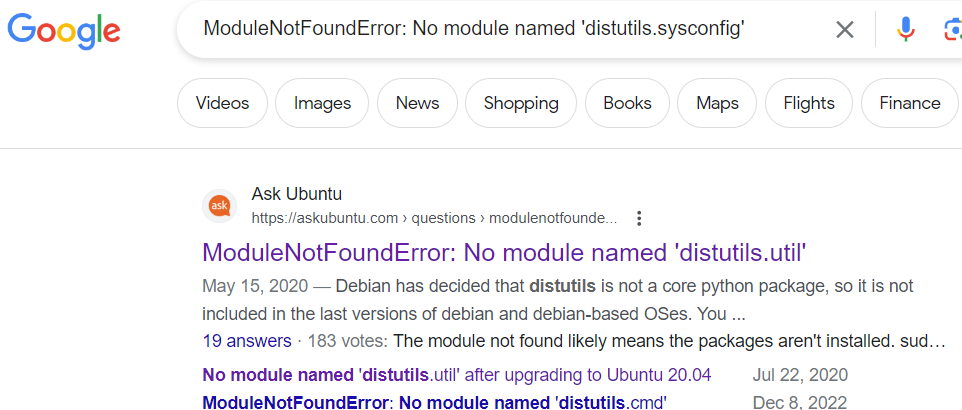 Google
ModuleNotFoundError: No module named 'distutils.sysconfig'
Videos Images News Shopping Books Maps Flights Finance
ask
Ask Ubuntu
https://askubuntu.com › questions › modulenotfounde...
ModuleNotFoundError: No module named 'distutils.util'
May 15, 2020 — Debian has decided that distutils is not a core python package, so it is not
included in the last versions of debian and debian-based OSes. You ...
19 answers · 183 votes: The module not found likely means the packages aren't installed. sud…
No module named 'distutils.util' after upgrading to Ubuntu 20.04 Jul 22, 2020
ModuleNotFoundError: No module named 'distutils.cmd' Dec 8, 2022